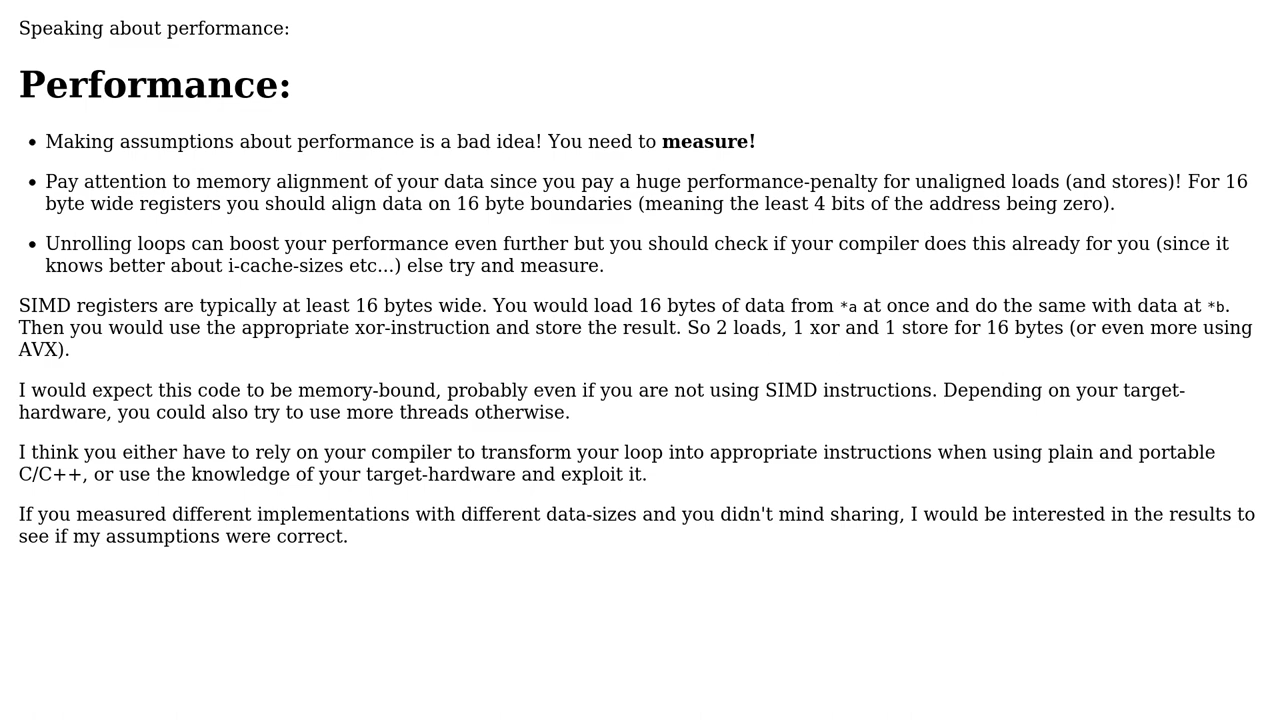 Speaking about performance:
Performance:
• Making assumptions about performance is a bad idea! You need to measure!
• Pay attention to memory alignment of your data since you pay a huge performance-penalty for unaligned loads (and stores)! For 16
byte wide registers you should align data on 16 byte boundaries (meaning the least 4 bits of the address being zero).
• Unrolling loops can boost your performance even further but you should check if your compiler does this already for you (since it
knows better about i-cache-sizes etc...) else try and measure.
SIMD registers are typically at least 16 bytes wide. You would load 16 bytes of data from *a at once and do the same with data at *b.
Then you would use the appropriate xor-instruction and store the result. So 2 loads, 1 xor and 1 store for 16 bytes (or even more using
AVX).
I would expect this code to be memory-bound, probably even if you are not using SIMD instructions. Depending on your target-
hardware, you could also try to use more threads otherwise.
I think you either have to rely on your compiler to transform your loop into appropriate instructions when using plain and portable
C/C++, or use the knowledge of your target-hardware and exploit it.
If you measured different implementations with different data-sizes and you didn't mind sharing, I would be interested in the results to
see if my assumptions were correct.